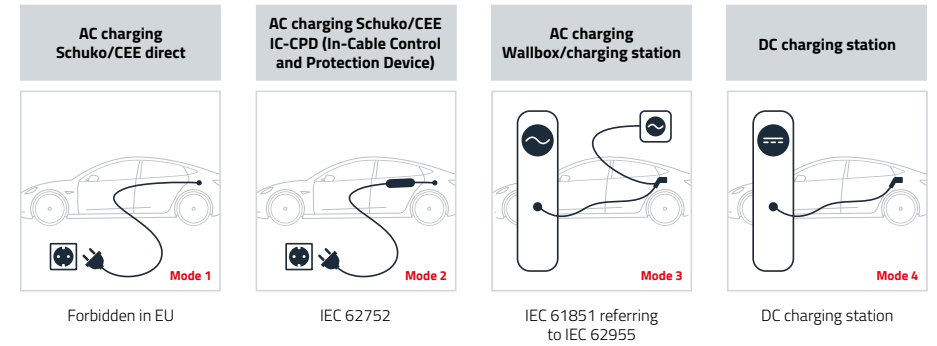 AC charging
Schuko/CEE direct
AC charging Schuko/CEE
IC-CPD (In-Cable Control
and Protection Device)
AC charging
Wallbox/charging station
DC charging station
Mode 1
Mode 2
Mode 3
Mode 4
Forbidden in EU
IEC 62752
IEC 61851 referring
to IEC 62955
DC charging station